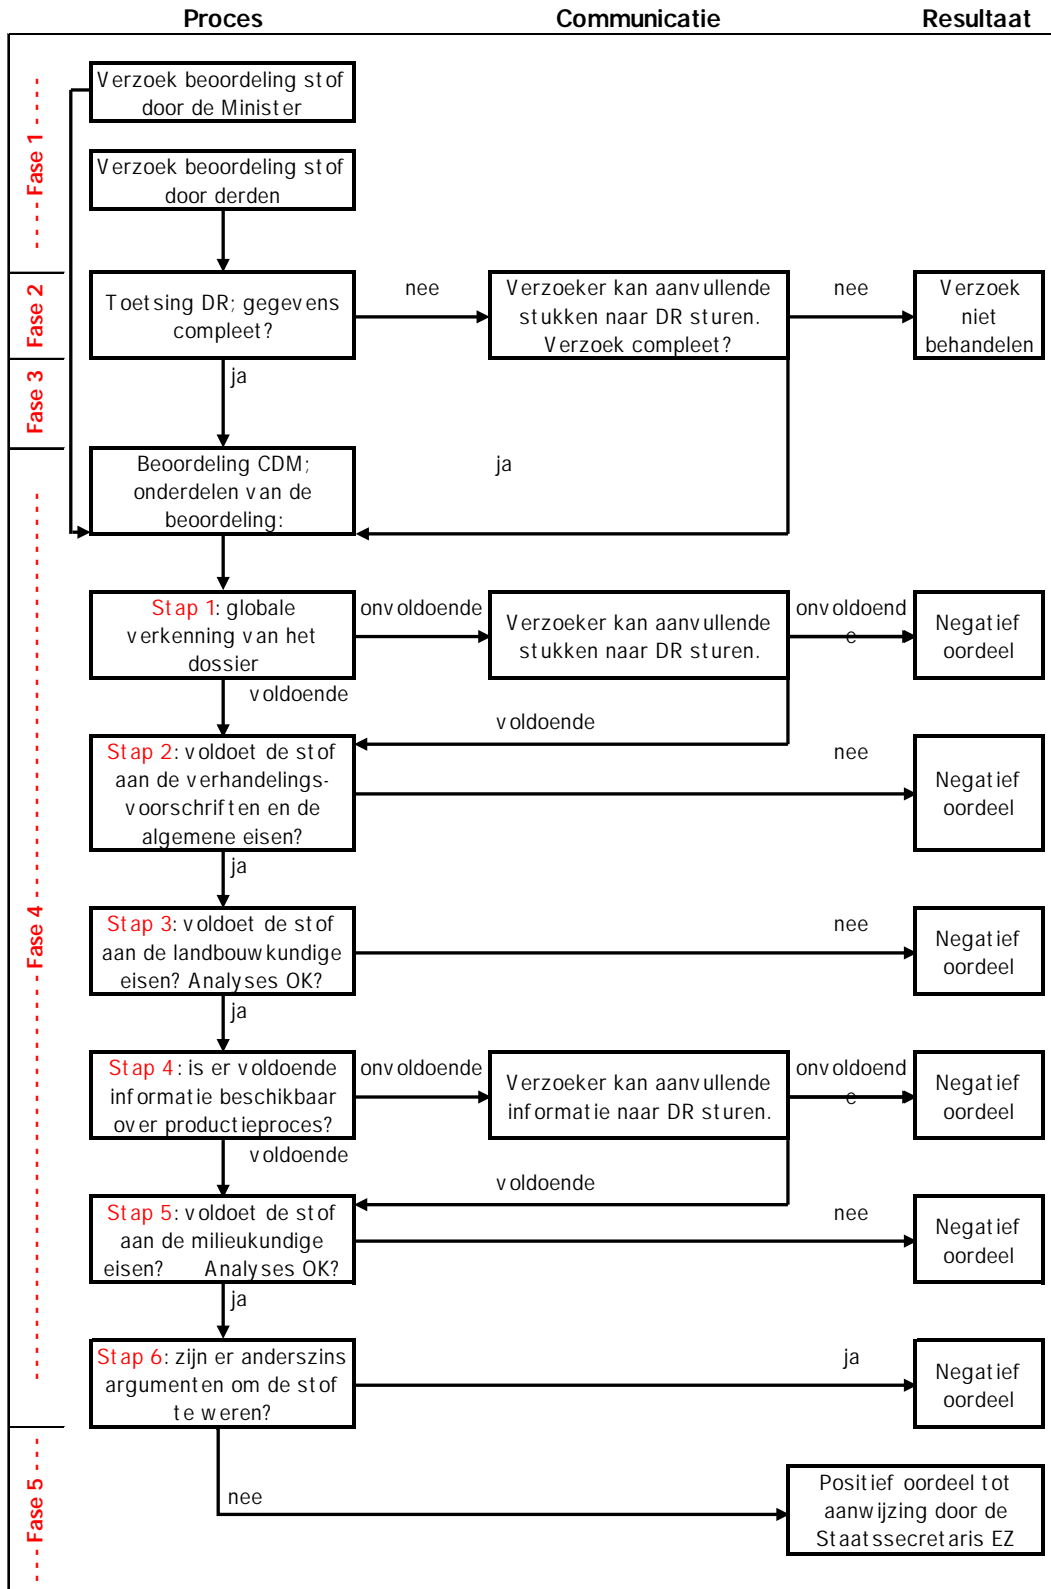 Proces Communicatie Resultaat
Fase 1
Verzoek beoordeling stof
door de Minister
Verzoek beoordeling stof
door derden
Fase 2
Toetsing DR; gegevens
compleet?
nee
Verzoeker kan aanvullende
stukken naar DR sturen.
Verzoek compleet?
nee
Verzoek
niet
behandelen
Fase 3
ja
ja
Fase 4
Beoordeling CDM;
onderdelen van de
beoordeling:
Stap 1: globale
verkenning van het
dossier
onvoldoende
Verzoeker kan aanvullende
stukken naar DR sturen.
onvoldoend
e
Negatief
oordeel
voldoende
voldoende
Stap 2: voldoet de stof
aan de verhandelings-
voorschriften en de
algemene eisen?
nee
Negatief
oordeel
ja
Stap 3: voldoet de stof
aan de landbouwkundige
eisen? Analyses OK?
nee
Negatief
oordeel
ja
Stap 4: is er voldoende
informatie beschikbaar
over productieproces?
onvoldoende
Verzoeker kan aanvullende
informatie naar DR sturen.
onvoldoend
e
Negatief
oordeel
voldoende
voldoende
Stap 5: voldoet de stof
aan de milieukundige
eisen? Analyses OK?
nee
Negatief
oordeel
ja
Stap 6: zijn er anderszins
argumenten om de stof
te weren?
ja
Negatief
oordeel
Fase 5
nee
Positief oordeel tot
aanwijzing door de
Staatssecretaris EZ